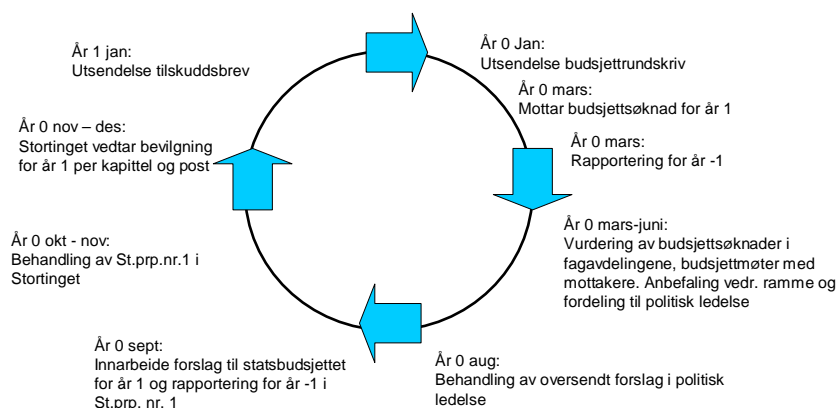 År 0 Jan:
Utsendelse budsjettrundskriv
År 0 mars:
Mottar budsjettsøknad for år 1
År 0 mars:
Rapportering for år -1
År 0 mars-juni:
Vurdering av budsjettsøknader i
fagavdelingene, budsjettmøter med
mottakere. Anbefaling vedr. ramme og
fordeling til politisk ledelse
År 0 aug:
Behandling av oversendt forslag i politisk
ledelse
År 0 sept:
Innarbeide forslag til statsbudsjettet
for år 1 og rapportering for år -1 i
St.prp. nr. 1
År 0 okt - nov:
Behandling av St.prp.nr.1 i
Stortinget
År 0 nov – des:
Stortinget vedtar bevilgning
for år 1 per kapittel og post
År 1 jan:
Utsendelse tilskuddsbrev